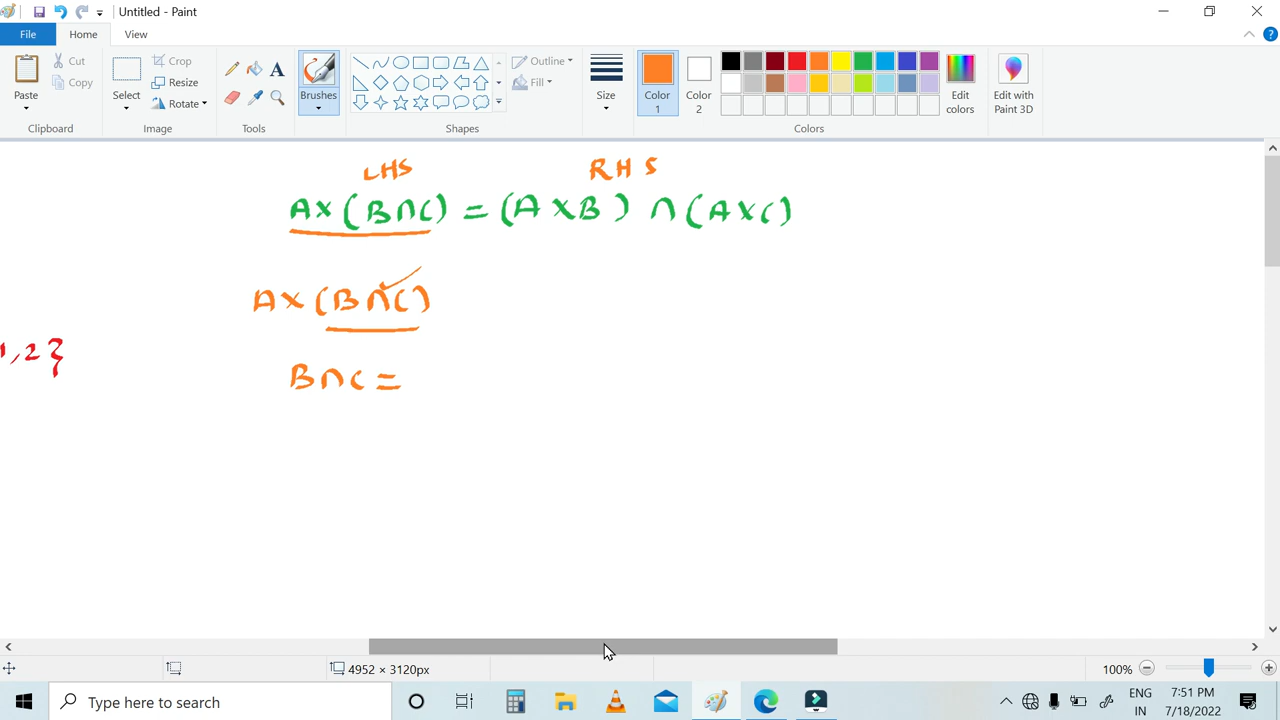 Untitled - Paint
File Home View
Paste
Cut
Copy
Clipboard
Select
Crop
Resize
Rotate
Image
Tools
Brushes
Shapes
Outline
Fill
Size
Color 1
Color 2
Colors
Edit colors
Edit with Paint 3D
LHS RHS
A×(B∩C)=(A×B)∩(A×C)
A×(B∩C)
1,2}
B∩C=
4952 × 3120px
100%
Type here to search
ENG
IN
7:51 PM
7/18/2022